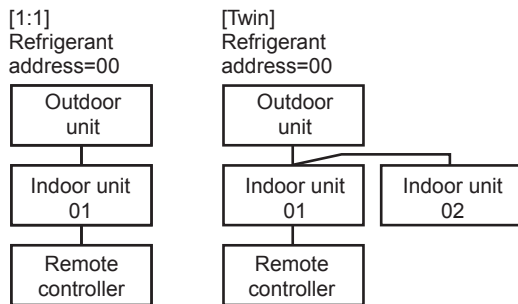 [1:1]
Refrigerant
address=00
Outdoor
unit
Indoor unit
01
Remote
controller
[Twin]
Refrigerant
address=00
Outdoor
unit
Indoor unit
01
Indoor unit
02
Remote
controller